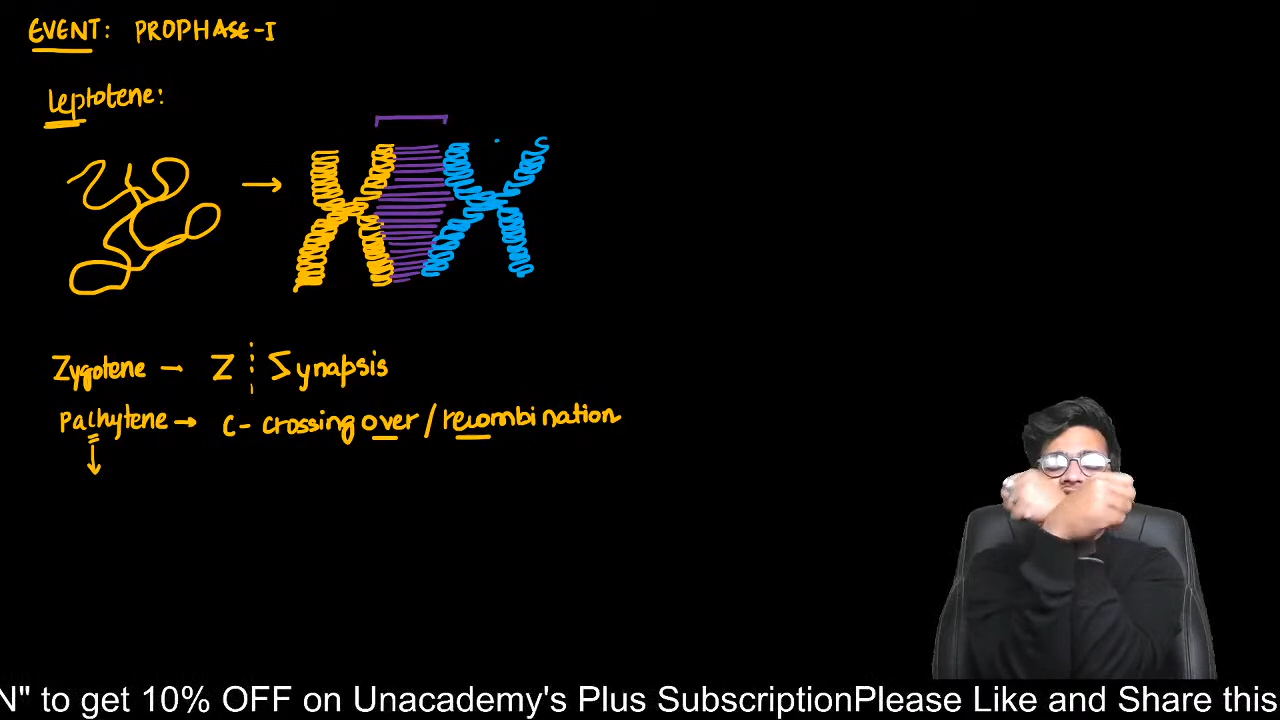 EVENT: PROPHASE-I
Leptotene:
Zygotene → Z Synapsis
Pachytene → C- crossing over / recombination
N" to get 10% OFF on Unacademy's Plus SubscriptionPlease Like and Share this